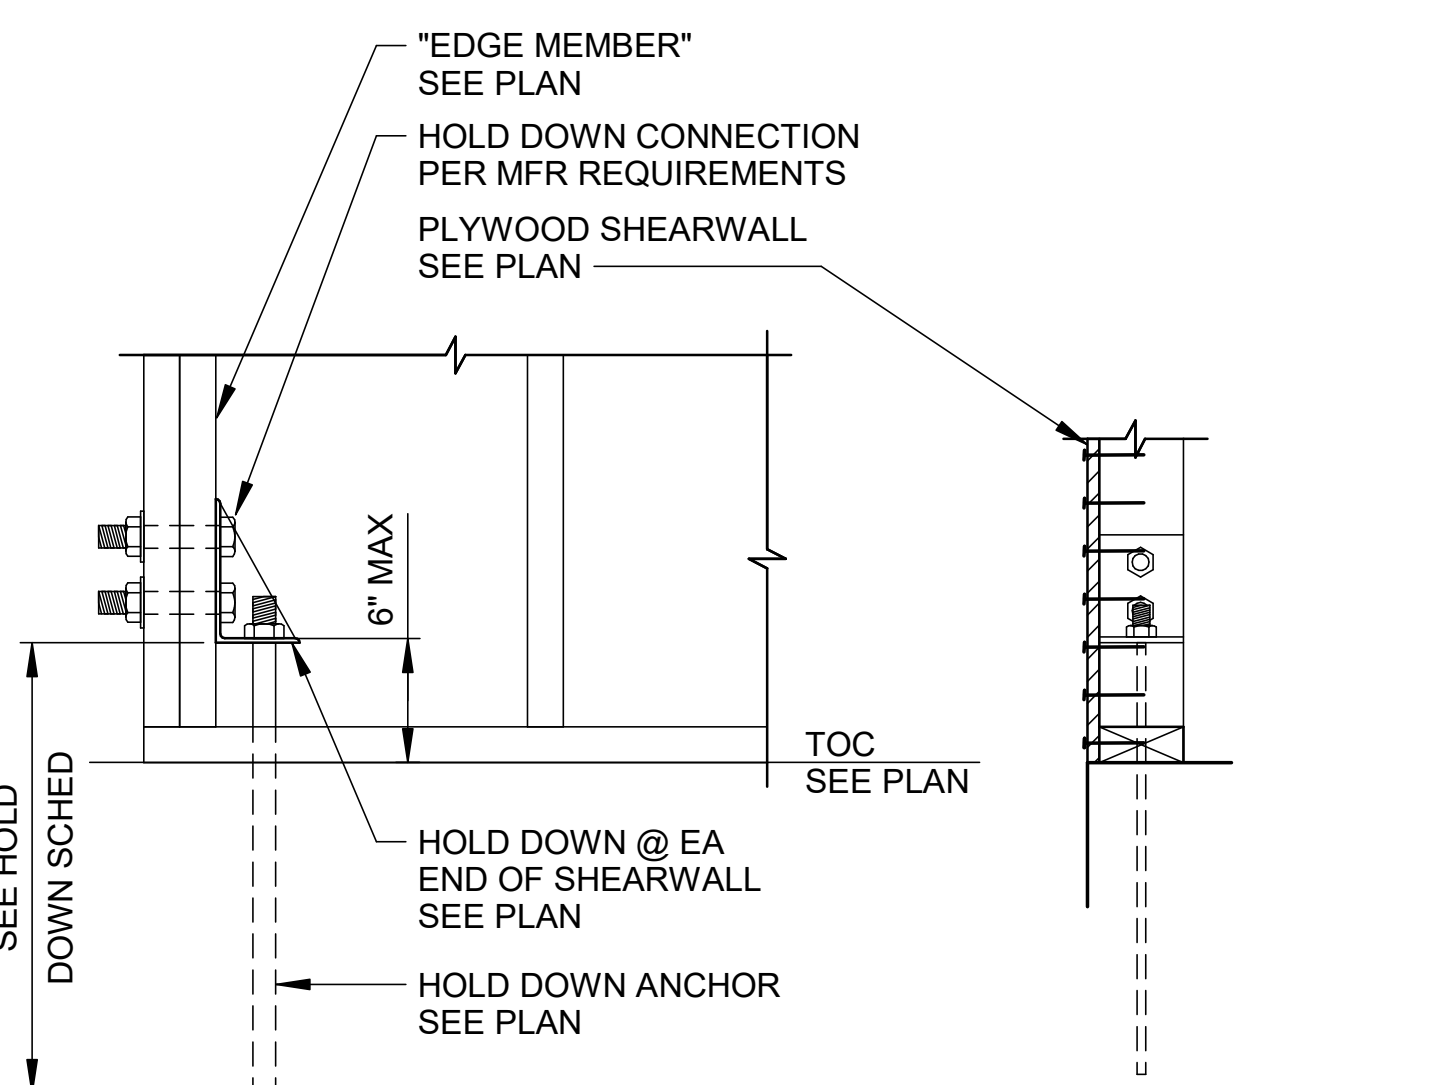 "EDGE MEMBER"
SEE PLAN
HOLD DOWN CONNECTION
PER MFR REQUIREMENTS
PLYWOOD SHEARWALL
SEE PLAN
6" MAX
TOC
SEE PLAN
SEE HOLD
DOWN SCHED
HOLD DOWN @ EA
END OF SHEARWALL
SEE PLAN
HOLD DOWN ANCHOR
SEE PLAN